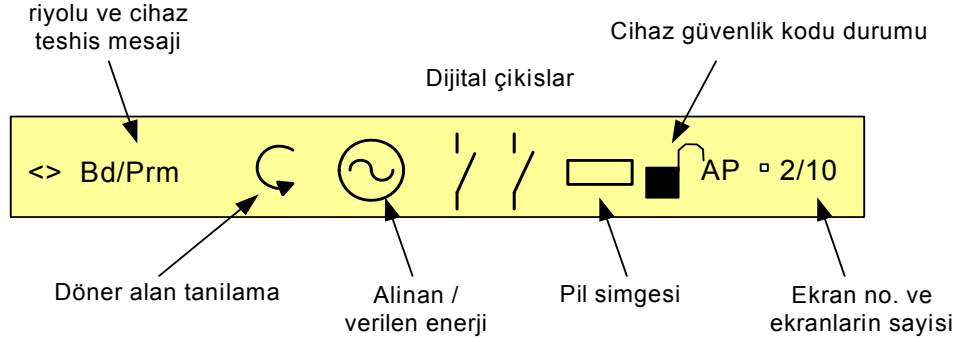 riyolu ve cihaz
teshis mesaji
Cihaz güvenlik kodu durumu
Dijital çikislar
<> Bd/Prm AP 2/10
Döner alan tanilama
Alinan /
verilen enerji
Pil simgesi
Ekran no. ve
ekranlarin sayisi